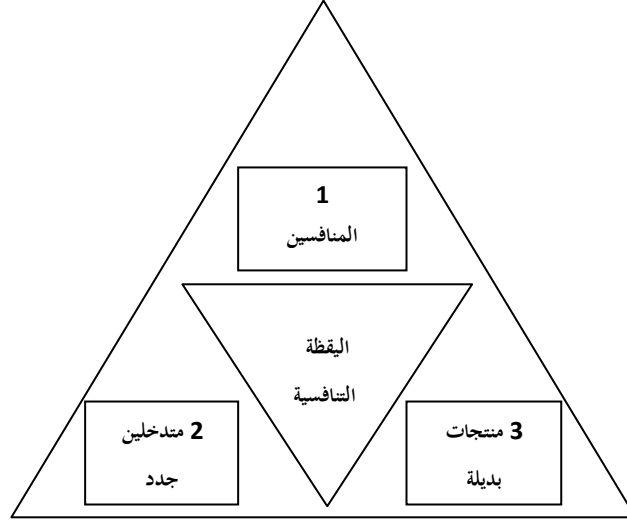 1
المنافسين
اليقظة
التنافسية
2 متدخلين
جدد
3 منتجات
بديلة